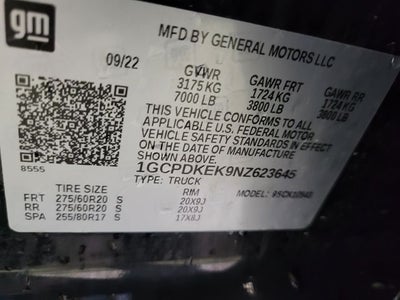 gm
MFD BY GENERAL MOTORS LLC
09/22
GVWR GAWR FRT GAWR RR
3175 KG 1724 KG 1724 KG
7000 LB 3800 LB 3800 LB
THIS VEHICLE CONFORMS TO ALL
APPLICABLE U.S. FEDERAL MOTOR
VEHICLE SAFETY STANDARDS IN EFFECT
ON THE DATE OF MANUFACTURE
SHOWN ABOVE.
1GCPDKEK9NZ623645
8555
TYPE: TRUCK
MODEL:
TIRE SIZE RIM
FRT 275/60R20 S 20X9J
RR 275/60R20 S 20X9J
SPA 255/80R17 S 17X8J